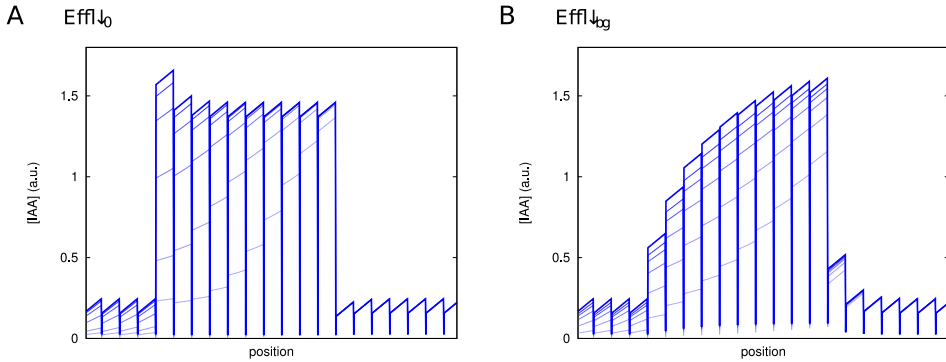 A Effl↓0
B Effl↓bg
[IAA] (a.u.)
1.5
1
0.5
0
position
[IAA] (a.u.)
1.5
1
0.5
0
position